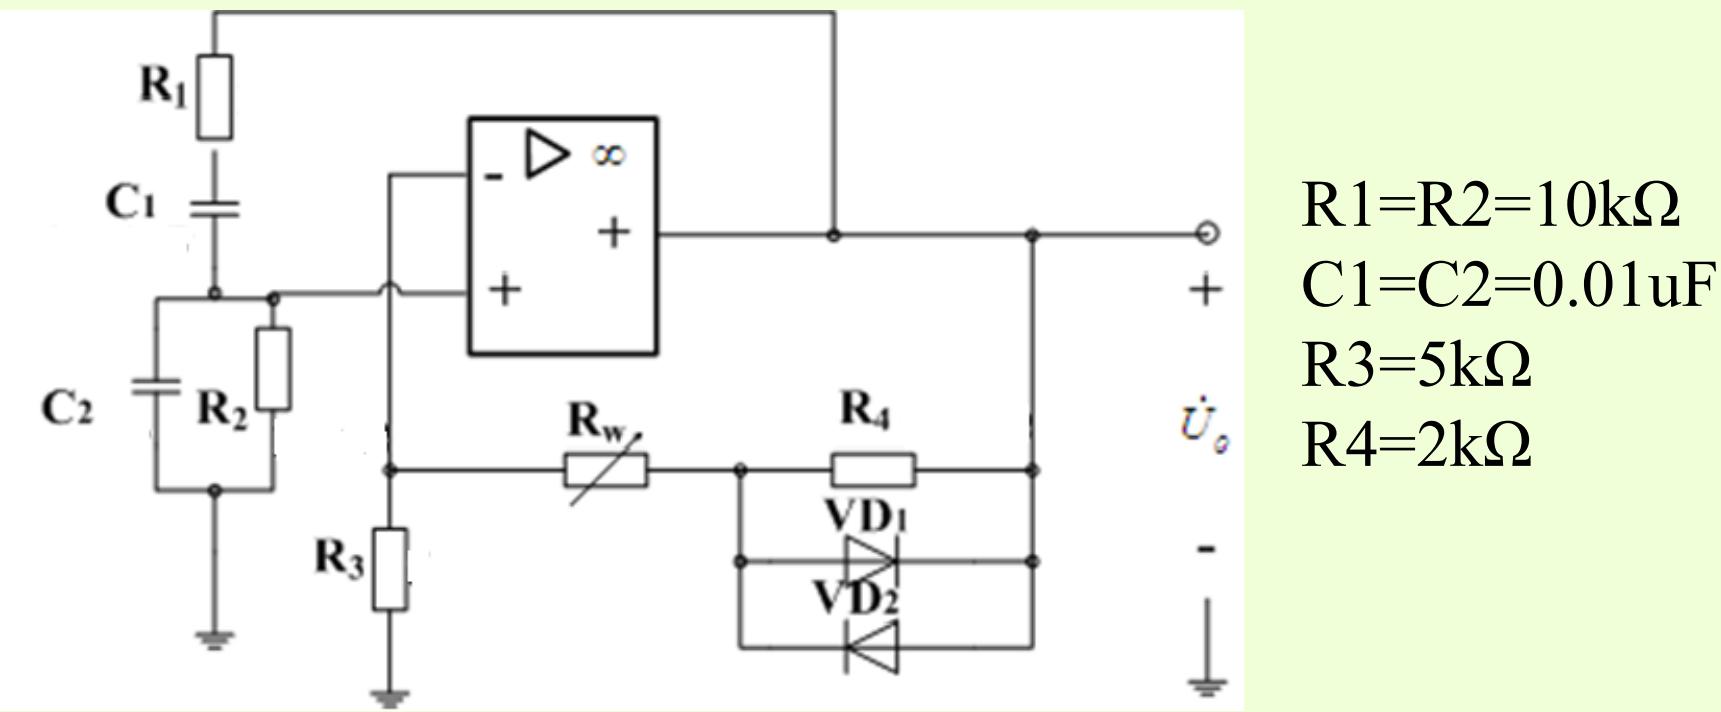 R1
C1
C2
R2
- ▷ ∞
+
+
Rw
R4
VD1
VD2
R3
+
U̇o
-
R1=R2=10kΩ
C1=C2=0.01uF
R3=5kΩ
R4=2kΩ